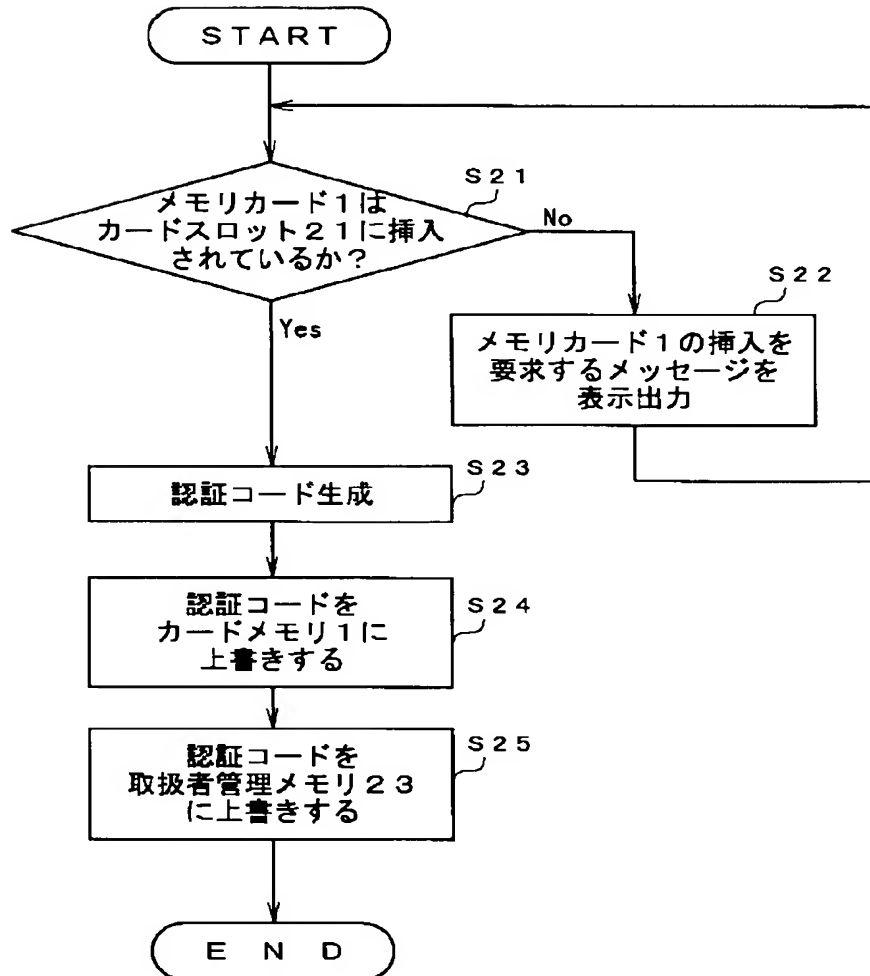 START
S21
メモリカード1は
カードスロット21に挿入
されているか?
No
Yes
S22
メモリカード1の挿入を
要求するメッセージを
表示出力
S23
認証コード生成
S24
認証コードを
カードメモリ1に
上書きする
S25
認証コードを
取扱者管理メモリ23
に上書きする
END